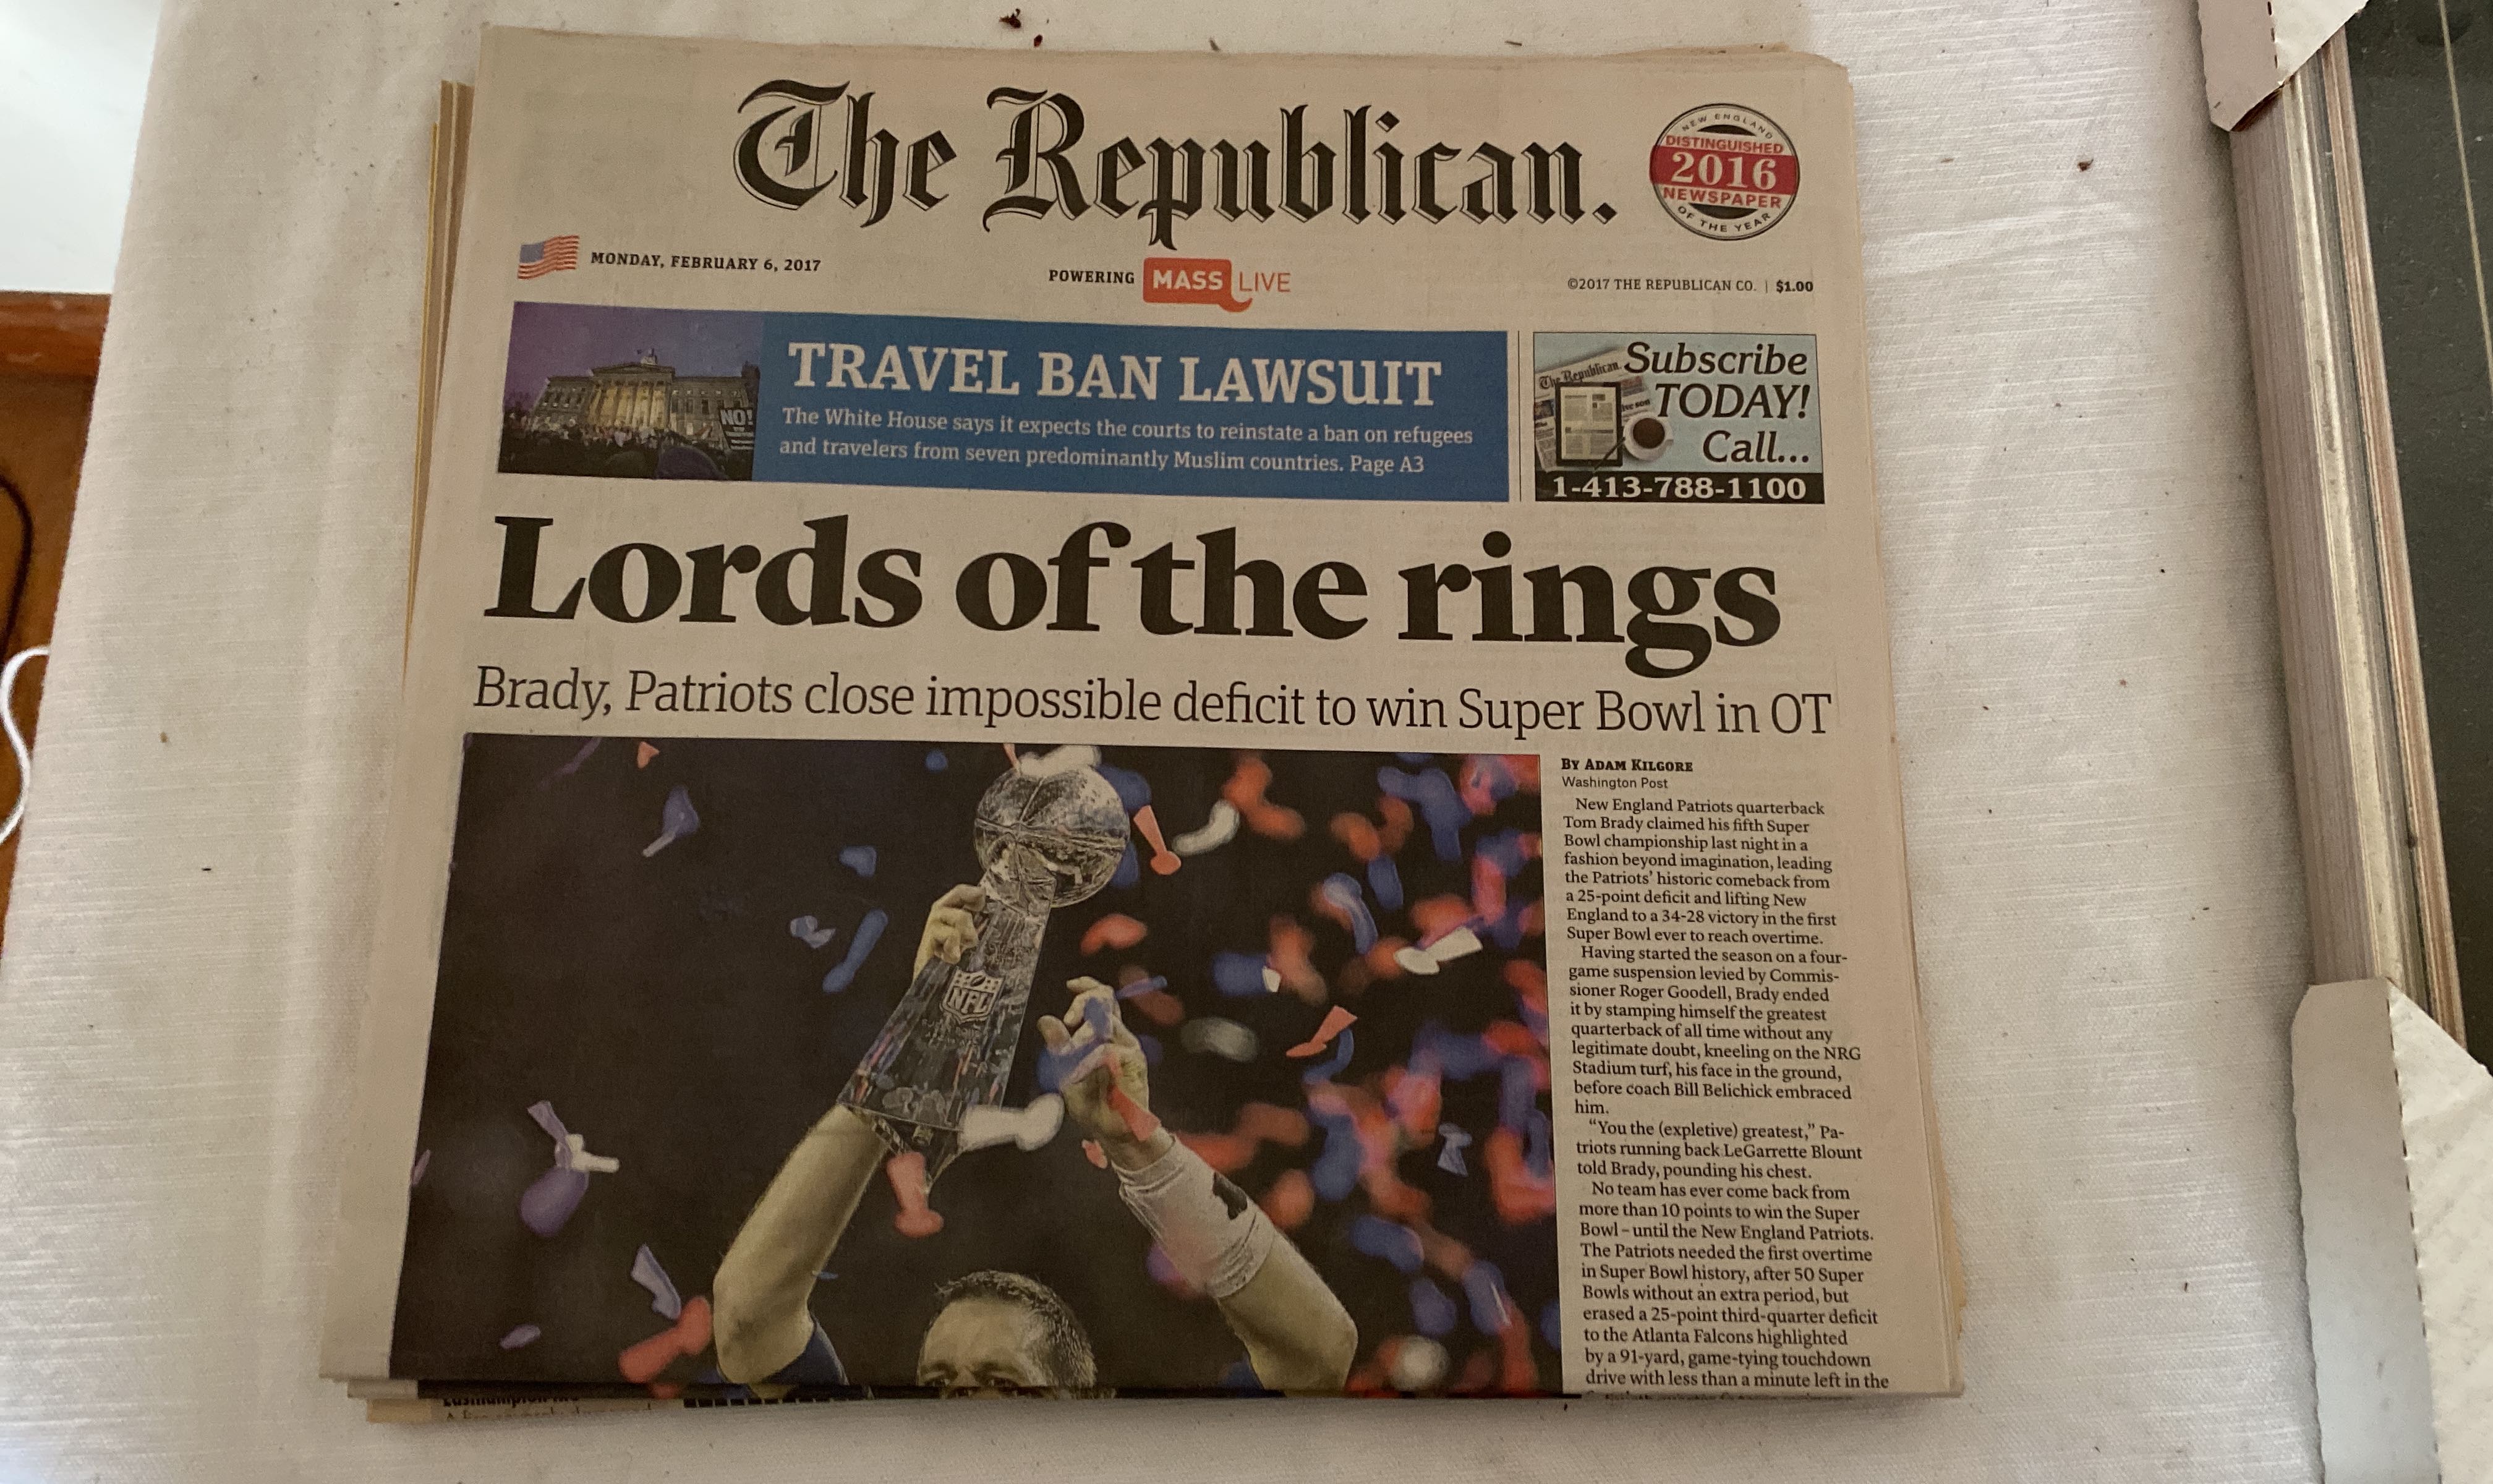 The Republican.
NEW ENGLAND
DISTINGUISHED
2016
NEWSPAPER
OF THE YEAR
MONDAY, FEBRUARY 6, 2017
POWERING MASS LIVE
©2017 THE REPUBLICAN CO. | $1.00
NO!
TRAVEL BAN LAWSUIT
The White House says it expects the courts to reinstate a ban on refugees
and travelers from seven predominantly Muslim countries. Page A3
The Republican.
Subscribe
TODAY!
Call...
1-413-788-1100
Lords of the rings
Brady, Patriots close impossible deficit to win Super Bowl in OT
NFL
BY ADAM KILGORE
Washington Post
New England Patriots quarterback
Tom Brady claimed his fifth Super
Bowl championship last night in a
fashion beyond imagination, leading
the Patriots’ historic comeback from
a 25-point deficit and lifting New
England to a 34-28 victory in the first
Super Bowl ever to reach overtime.
Having started the season on a four-
game suspension levied by Commis-
sioner Roger Goodell, Brady ended
it by stamping himself the greatest
quarterback of all time without any
legitimate doubt, kneeling on the NRG
Stadium turf, his face in the ground,
before coach Bill Belichick embraced
him.
“You the (expletive) greatest,” Pa-
triots running back LeGarrette Blount
told Brady, pounding his chest.
No team has ever come back from
more than 10 points to win the Super
Bowl – until the New England Patriots.
The Patriots needed the first overtime
in Super Bowl history, after 50 Super
Bowls without an extra period, but
erased a 25-point third-quarter deficit
to the Atlanta Falcons highlighted
by a 91-yard, game-tying touchdown
drive with less than a minute left in the